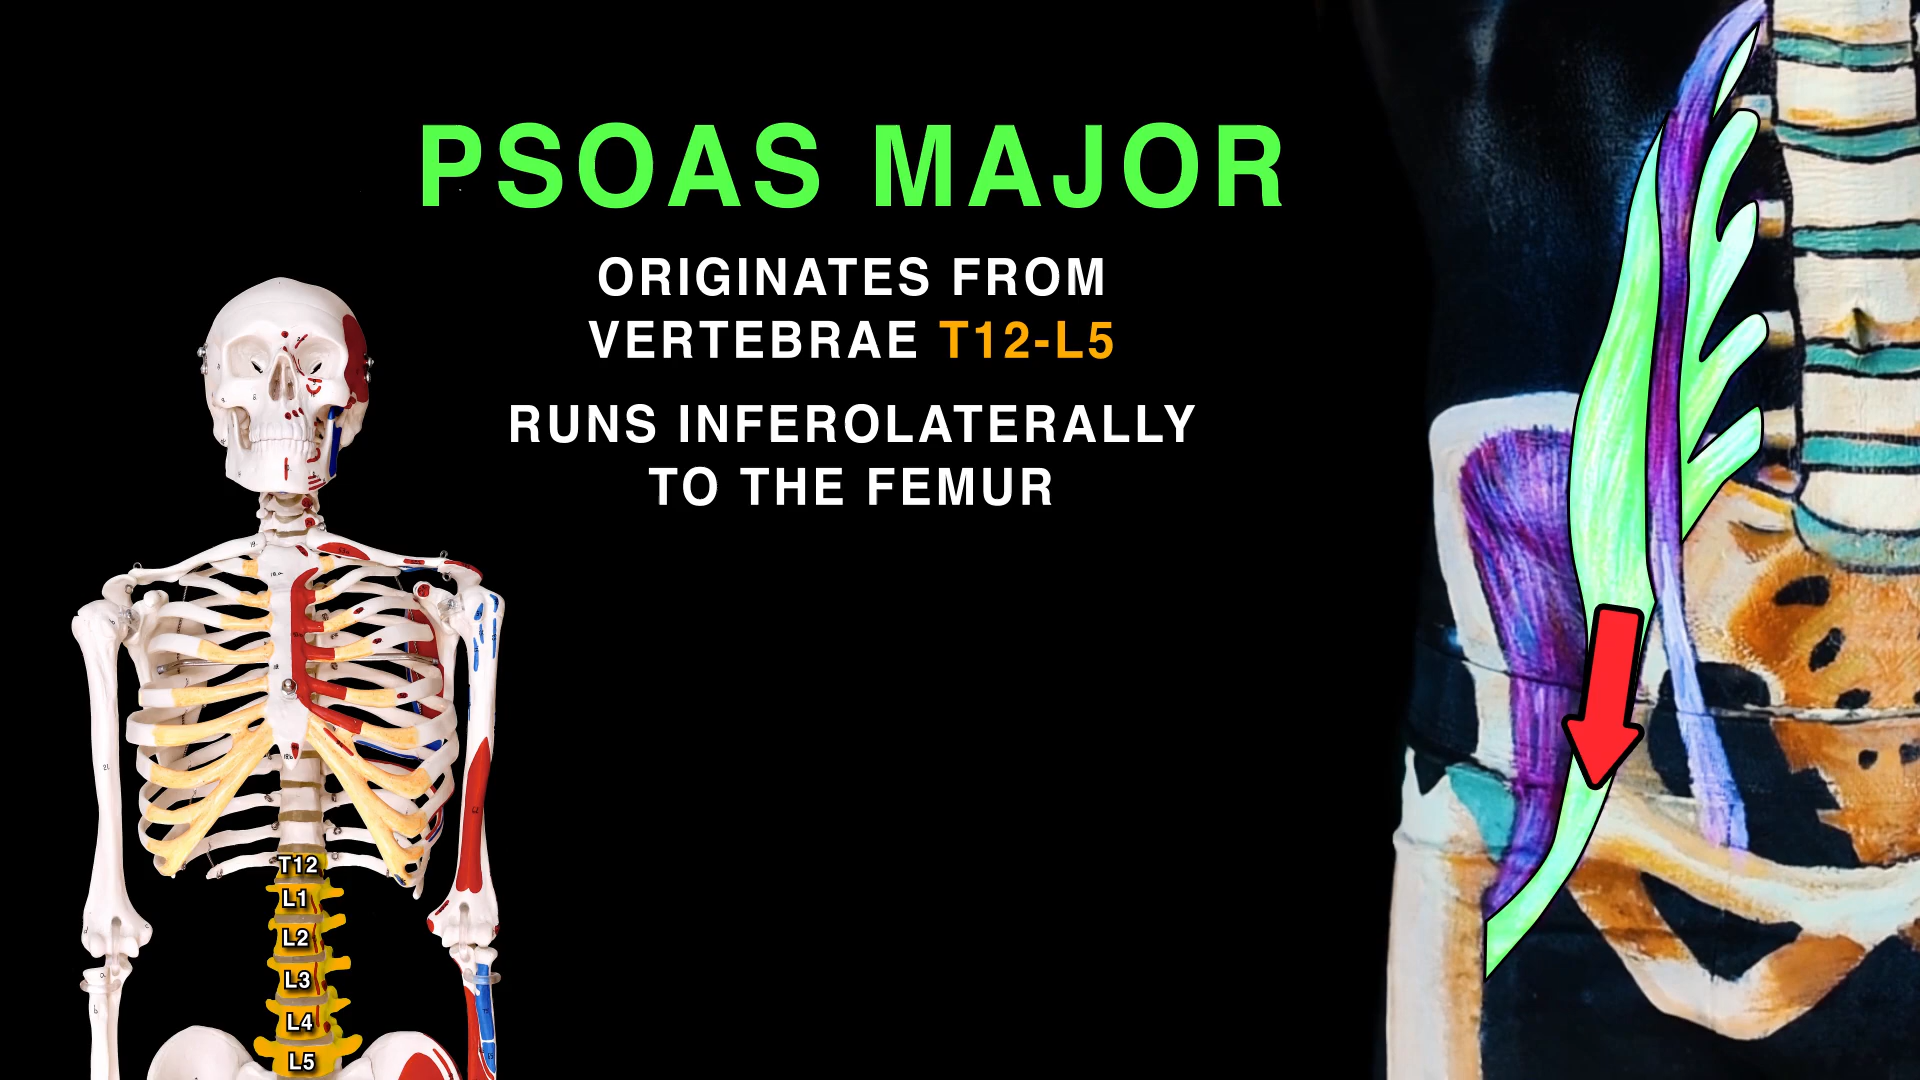 PSOAS MAJOR
ORIGINATES FROM
VERTEBRAE T12-L5
RUNS INFEROLATERALLY
TO THE FEMUR
T12
L1
L2
L3
L4
L5